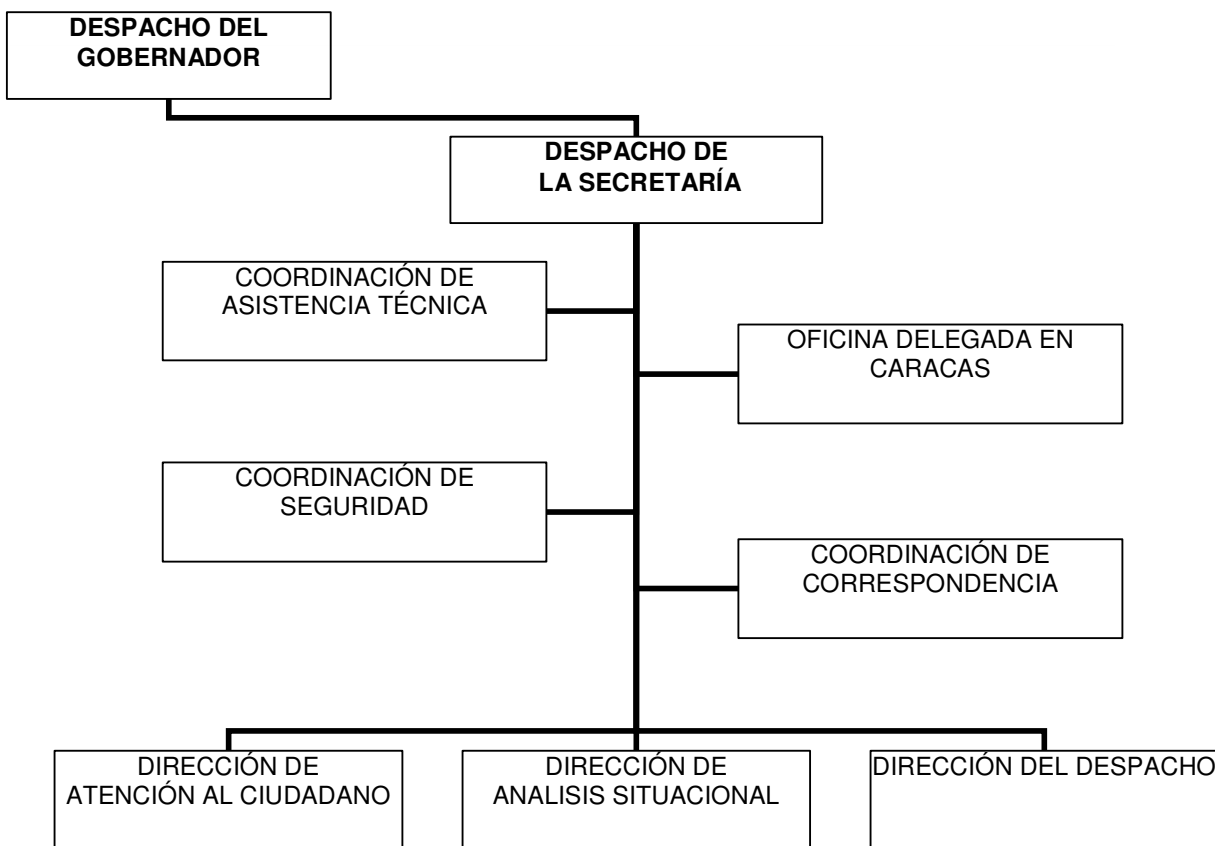 DESPACHO DEL
GOBERNADOR
DESPACHO DE
LA SECRETARÍA
COORDINACIÓN DE
ASISTENCIA TÉCNICA
OFICINA DELEGADA EN
CARACAS
COORDINACIÓN DE
SEGURIDAD
COORDINACIÓN DE
CORRESPONDENCIA
DIRECCIÓN DE
ATENCIÓN AL CIUDADANO
DIRECCIÓN DE
ANALISIS SITUACIONAL
DIRECCIÓN DEL DESPACHO